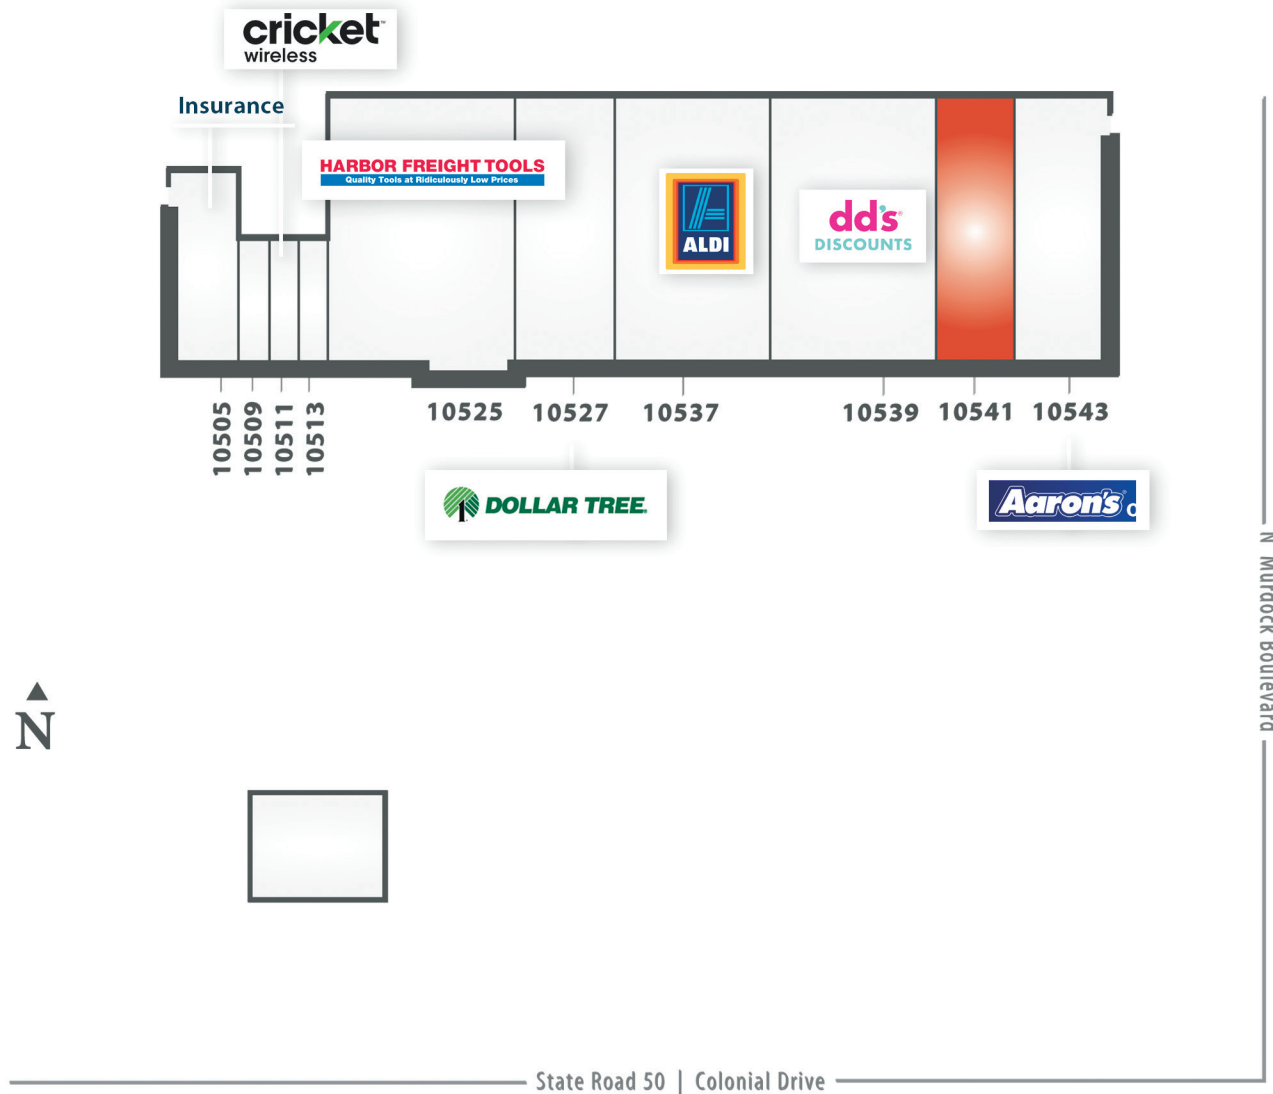 cricket™
wireless
Insurance
HARBOR FREIGHT TOOLS
Quality Tools at Ridiculously Low Prices
ALDI
dd's®
DISCOUNTS
10505
10509
10511
10513
10525
10527
10537
10539
10541
10543
DOLLAR TREE.
Aaron's
N Murdock Boulevard
N
State Road 50 | Colonial Drive